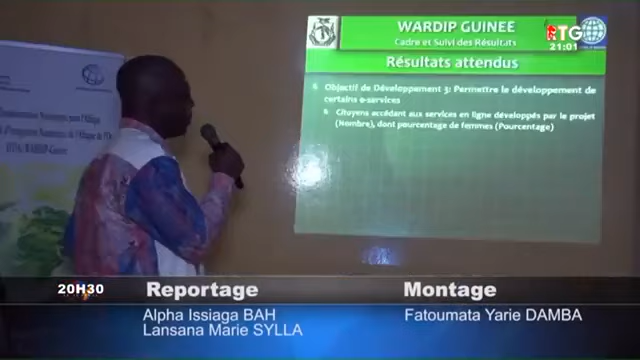 WARDIP GUINEE
Cadre et Suivi des Résultats
Résultats attendus
Objectif de Développement 3: Permettre le développement de
certains e-services
Citoyens accédant aux services en ligne développés par le projet
(Nombre), dont pourcentage de femmes (Pourcentage)
RTG
21:01
20H30
Reportage
Alpha Issiaga BAH
Lansana Marie SYLLA
Montage
Fatoumata Yarie DAMBA